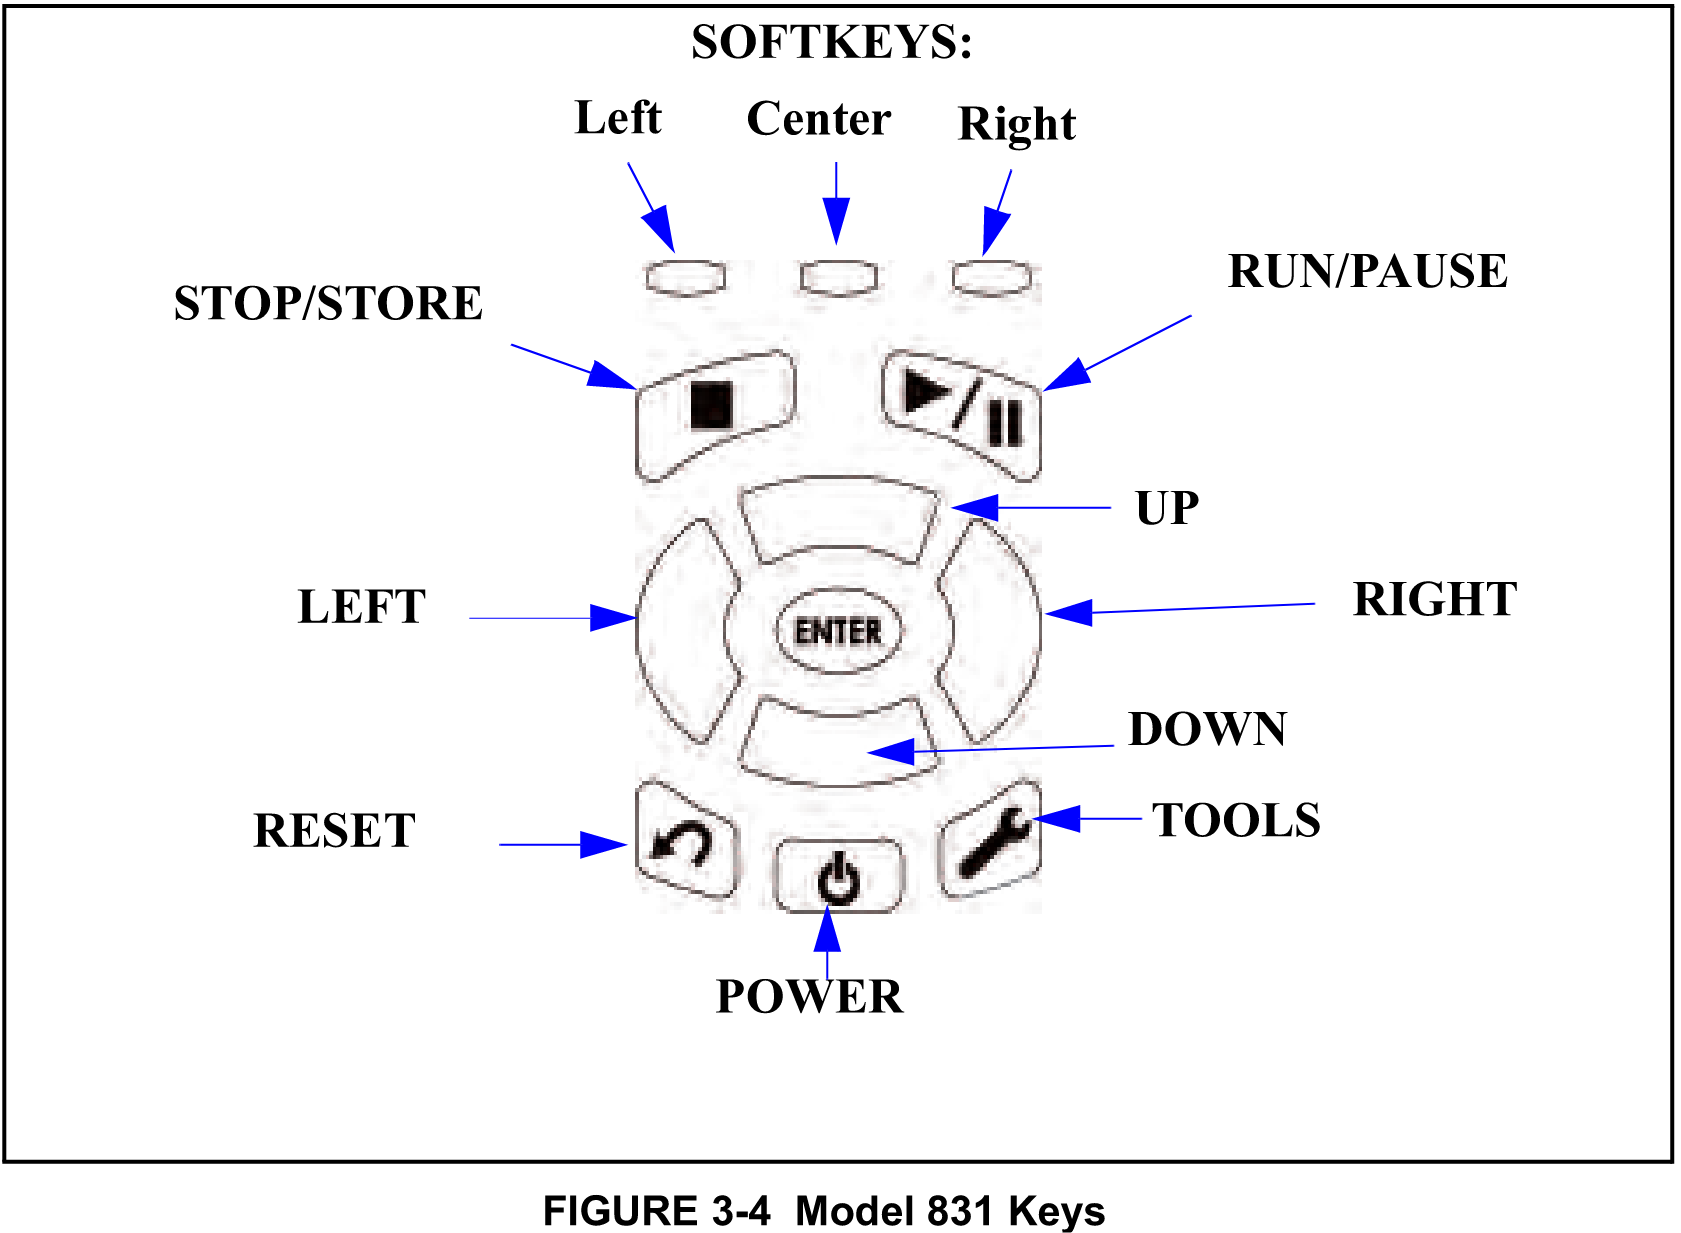 SOFTKEYS:
Left Center Right
STOP/STORE
RUN/PAUSE
UP
LEFT
ENTER
RIGHT
DOWN
RESET
TOOLS
POWER
FIGURE 3-4 Model 831 Keys